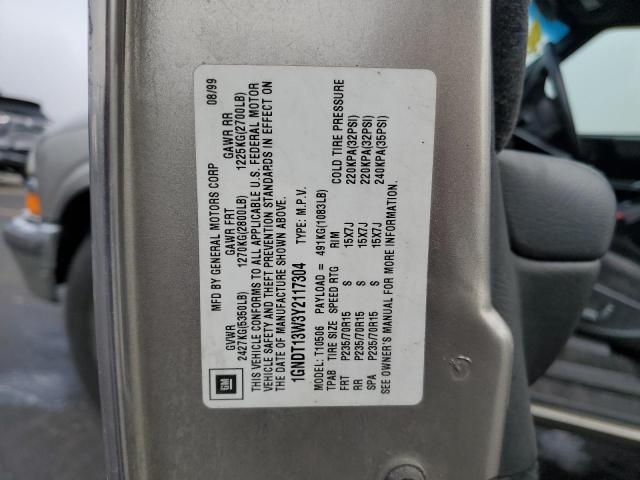 MFD BY GENERAL MOTORS CORP 08/99
GVWR GAWR FRT GAWR RR
2427KG(5350LB) 1270KG(2800LB) 1225KG(2700LB)
THIS VEHICLE CONFORMS TO ALL APPLICABLE U.S. FEDERAL MOTOR
VEHICLE SAFETY AND THEFT PREVENTION STANDARDS IN EFFECT ON
THE DATE OF MANUFACTURE SHOWN ABOVE.
1GNDT13W3Y2117304 TYPE: M.P.V.
MODEL: T10506 PAYLOAD = 491KG(1083LB)
TPAB TIRE SIZE SPEED RTG RIM COLD TIRE PRESSURE
FRT P235/70R15 S 15X7J 220KPA(32PSI)
RR P235/70R15 S 15X7J 220KPA(32PSI)
SPA P235/70R15 S 15X7J 240KPA(35PSI)
SEE OWNER'S MANUAL FOR MORE INFORMATION.
GM